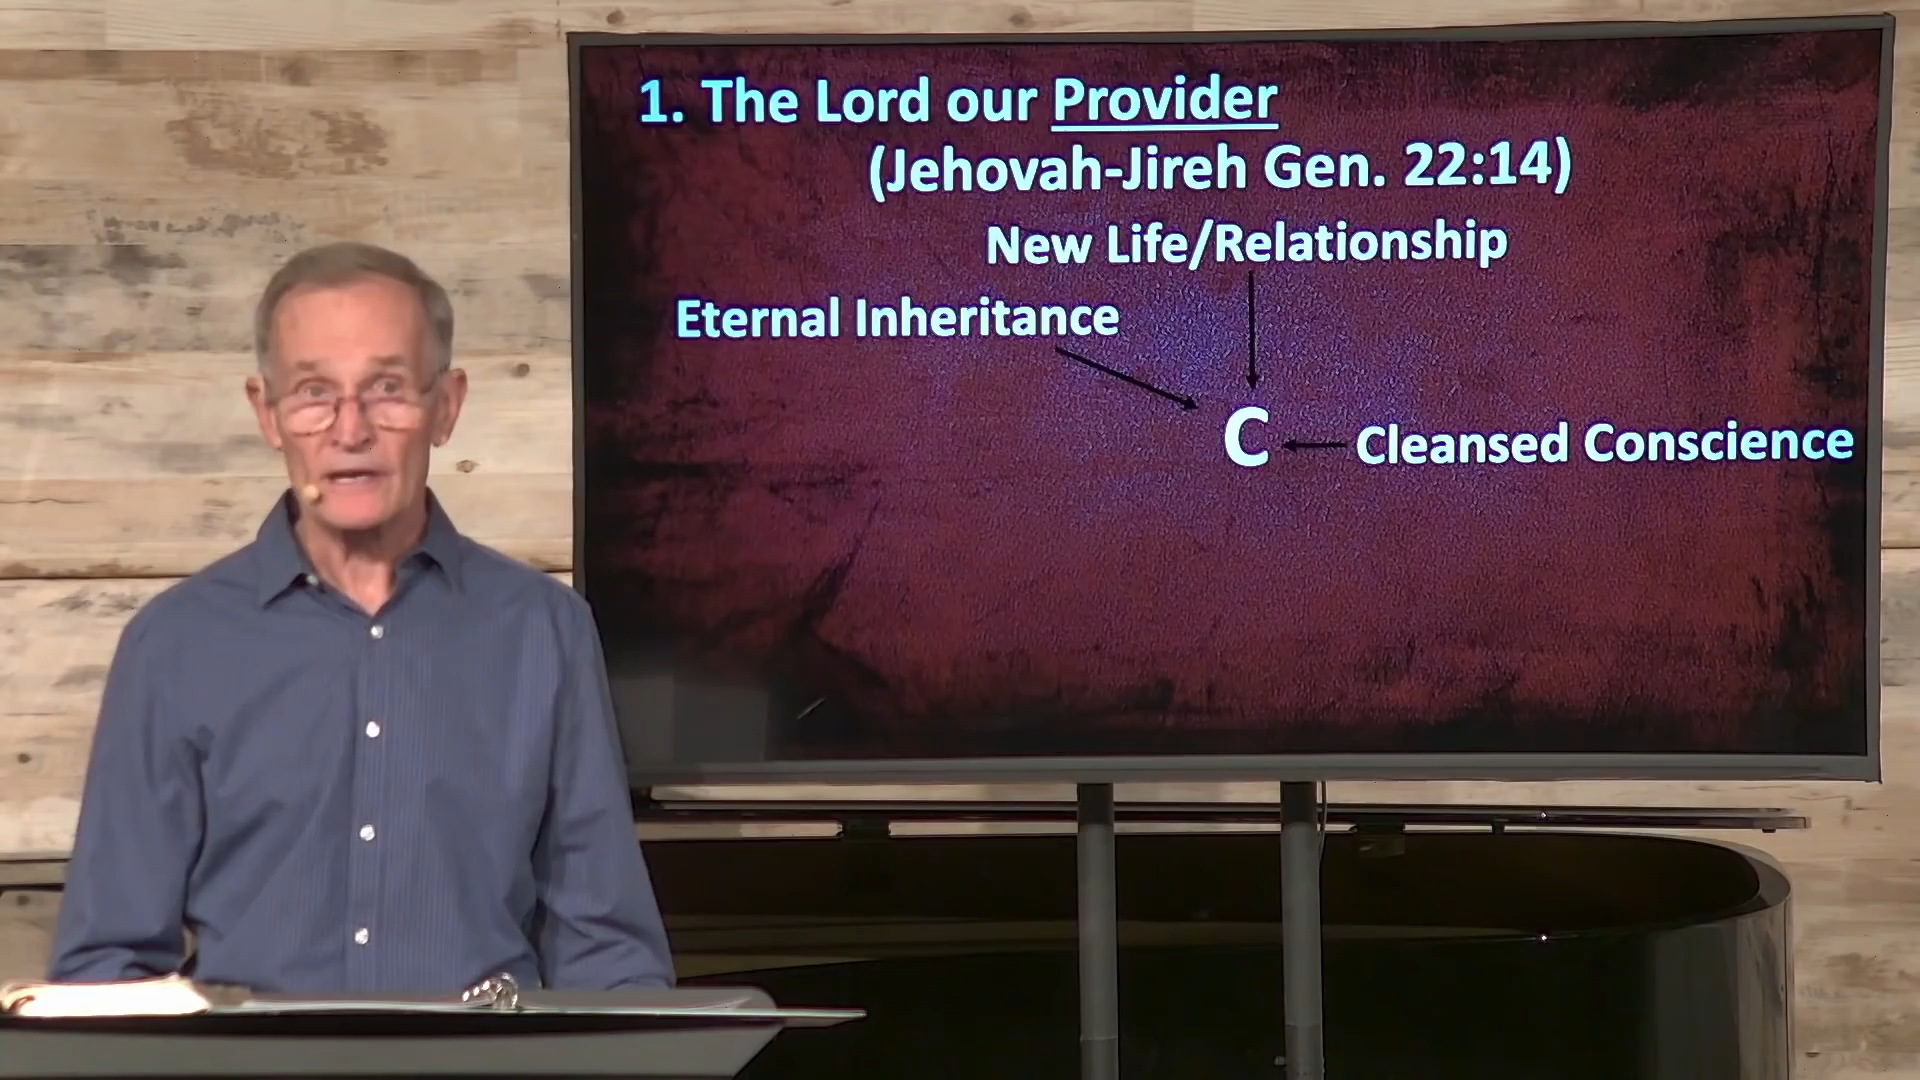 1. The Lord our Provider
(Jehovah-Jireh Gen. 22:14)
New Life/Relationship
Eternal Inheritance
C
Cleansed Conscience